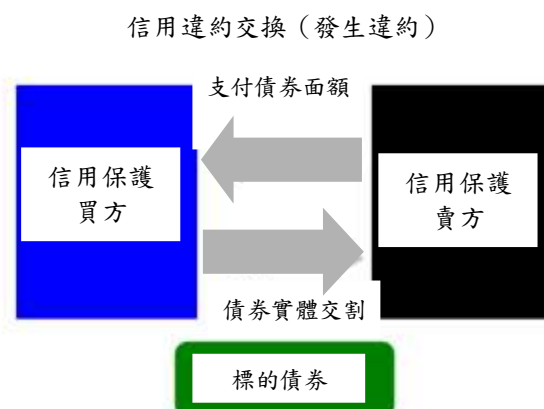 信用違約交換（發生違約）
支付債券面額
信用保護
買方
信用保護
賣方
債券實體交割
標的債券